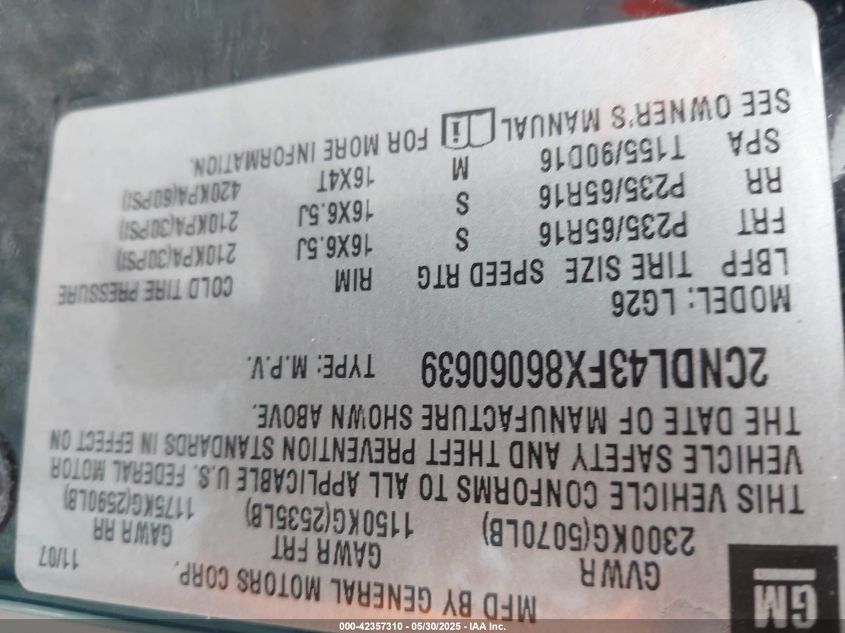 GM MFD BY GENERAL MOTORS CORP. 11/07
GVWR GAWR FRT GAWR RR
2300KG(5070LB) 1150KG(2535LB) 1175KG(2590LB)
THIS VEHICLE CONFORMS TO ALL APPLICABLE U.S. FEDERAL MOTOR
VEHICLE SAFETY AND THEFT PREVENTION STANDARDS IN EFFECT ON
THE DATE OF MANUFACTURE SHOWN ABOVE.
2CNDL43FX86060639 TYPE: M.P.V.
MODEL: LG26
LBFP TIRE SIZE SPEED RTG RIM COLD TIRE PRESSURE
FRT P235/65R16 S 16X6.5J 210KPA(30PSI)
RR P235/65R16 S 16X6.5J 210KPA(30PSI)
SPA T155/90D16 M 16X4T 420KPA(60PSI)
SEE OWNER'S MANUAL i FOR MORE INFORMATION.
000-42357310 - 05/30/2025 - IAA Inc.